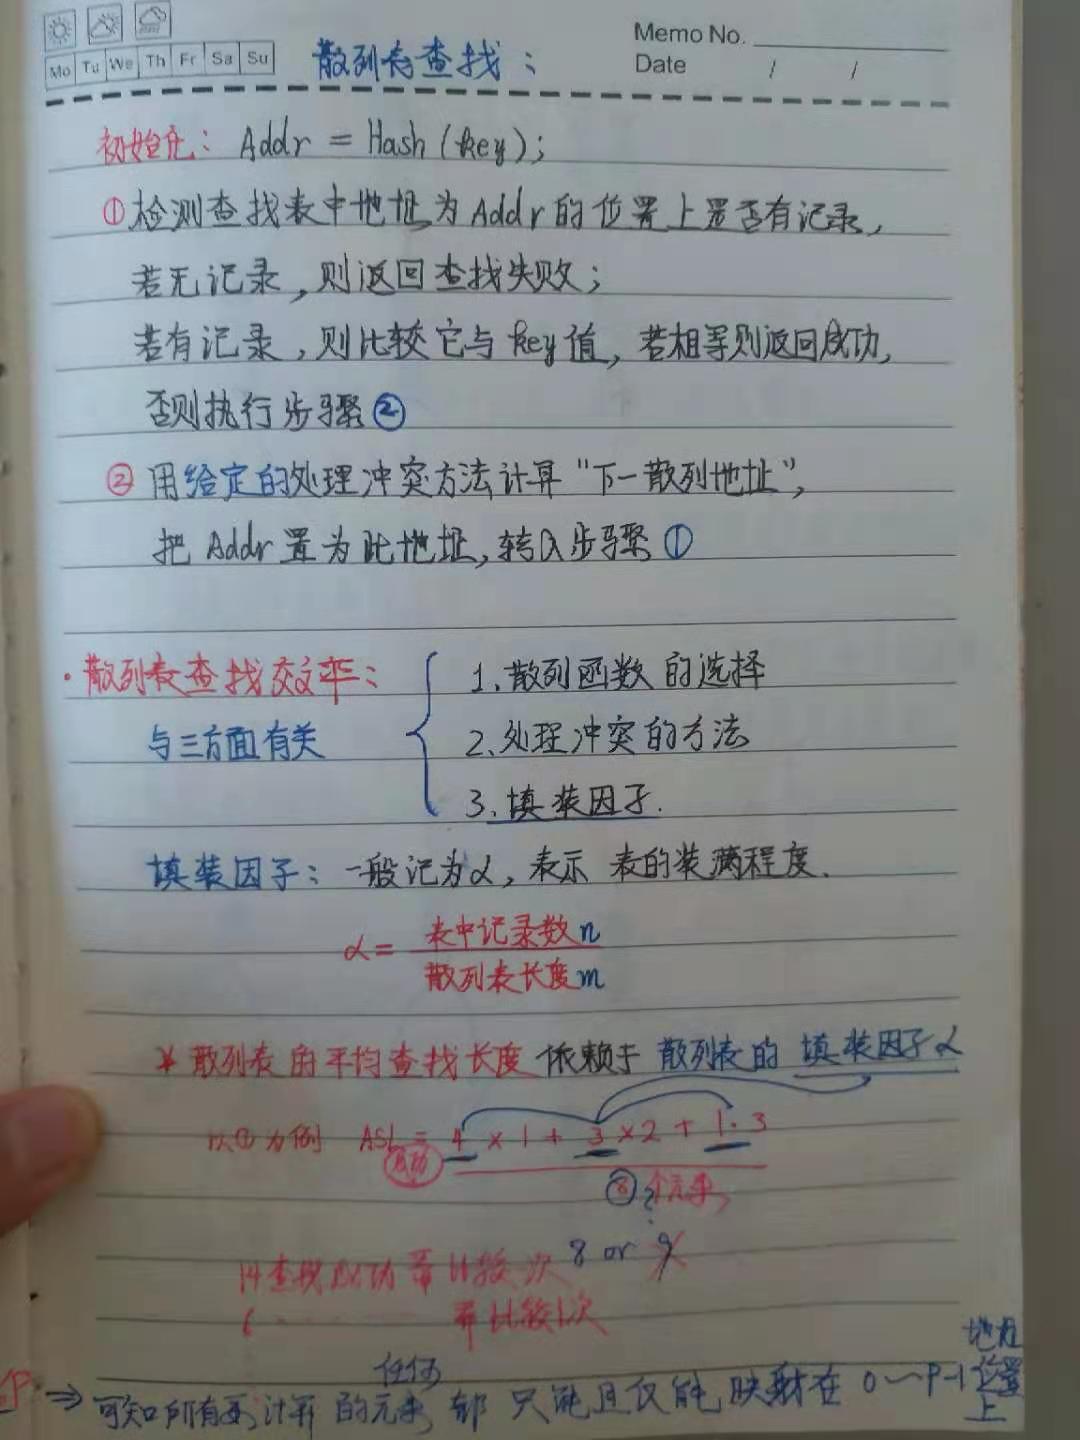 Mo Tu We Th Fr Sa Su
Memo No.
Date / /
散列表查找：
初始化：Addr = Hash (key);
①检测查找表中地址为Addr的位置上是否有记录，
若无记录，则返回查找失败；
若有记录，则比较它与key值，若相等则返回成功，
否则执行步骤②
② 用给定的处理冲突方法计算“下一散列地址”，
把 Addr 置为此地址，转入步骤①
·散列表查找效率：
与三方面有关
1、散列函数的选择
2、处理冲突的方法
3、填装因子.
填装因子：一般记为α，表示 表的装满程度.
α = 表中记录数n
散列表长度m
* 散列表的平均查找长度 依赖于 散列表的 填装因子α
以①为例 ASL = 4 × 1 + 3 × 2 + 1 · 3
成功
⑧个元素
?
14查找成功需比较 次 8 or 9
需比较1次
任何
P ⇒ 可知所有要计算的元素 都 只能且仅能映射在 0～P-1 位置
地址
上